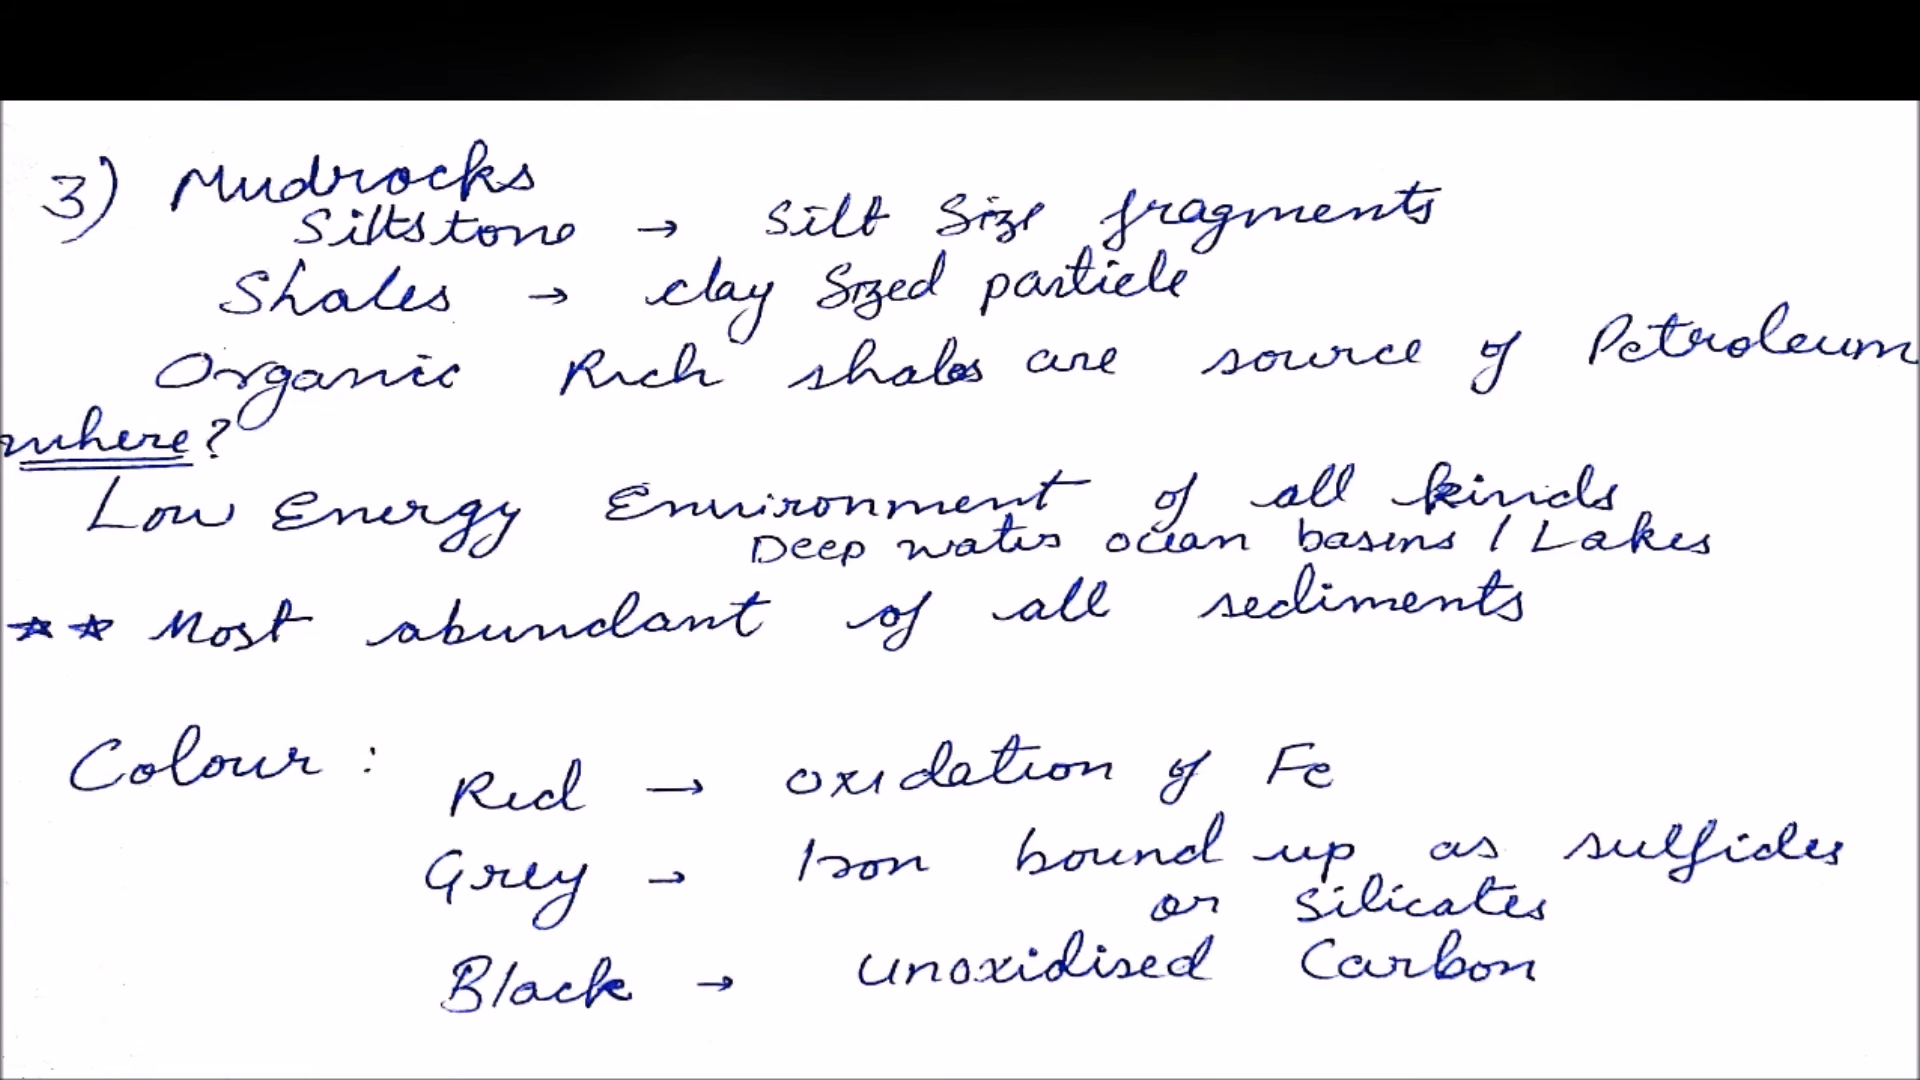 3) Mudrocks
Siltstone → Silt Size fragments
Shales → clay Sized particle
Organic Rich shales are source of Petroleum
where?
Low Energy Environment of all kinds
Deep water ocean basins / Lakes
★★ Most abundant of all sediments
Colour :
Red → oxidation of Fe
Grey → Iron bound up as sulfides
or silicates
Black → unoxidised Carbon